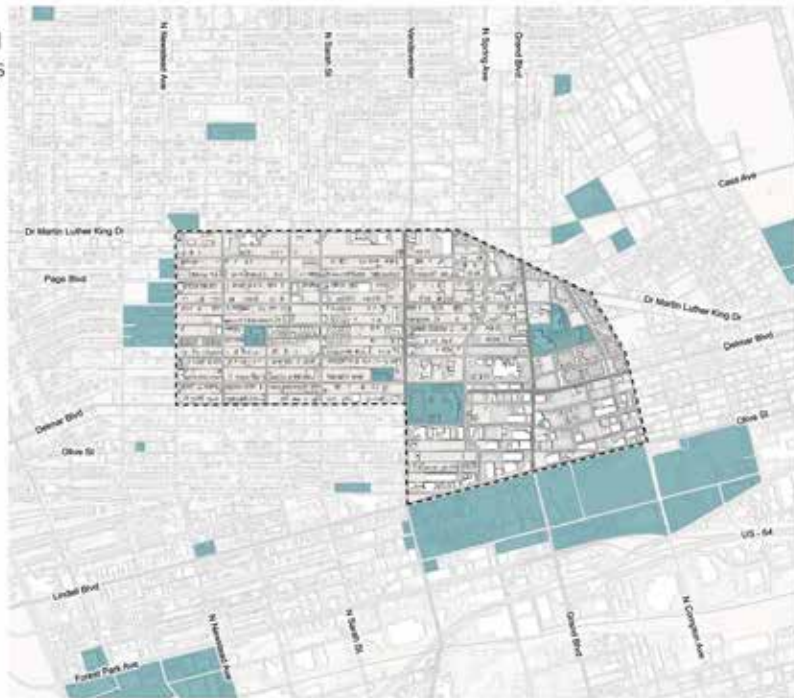 N Newstead Ave
N Sarah St
Vandeventer
N Spring Ave
Grand Blvd
Cass Ave
Dr Martin Luther King Dr
Page Blvd
Dr Martin Luther King Dr
Delmar Blvd
Delmar Blvd
Olive St
Olive St
US - 64
Lindell Blvd
N Newstead Ave
N Sarah St
Grand Blvd
N Compton Ave
Forest Park Ave